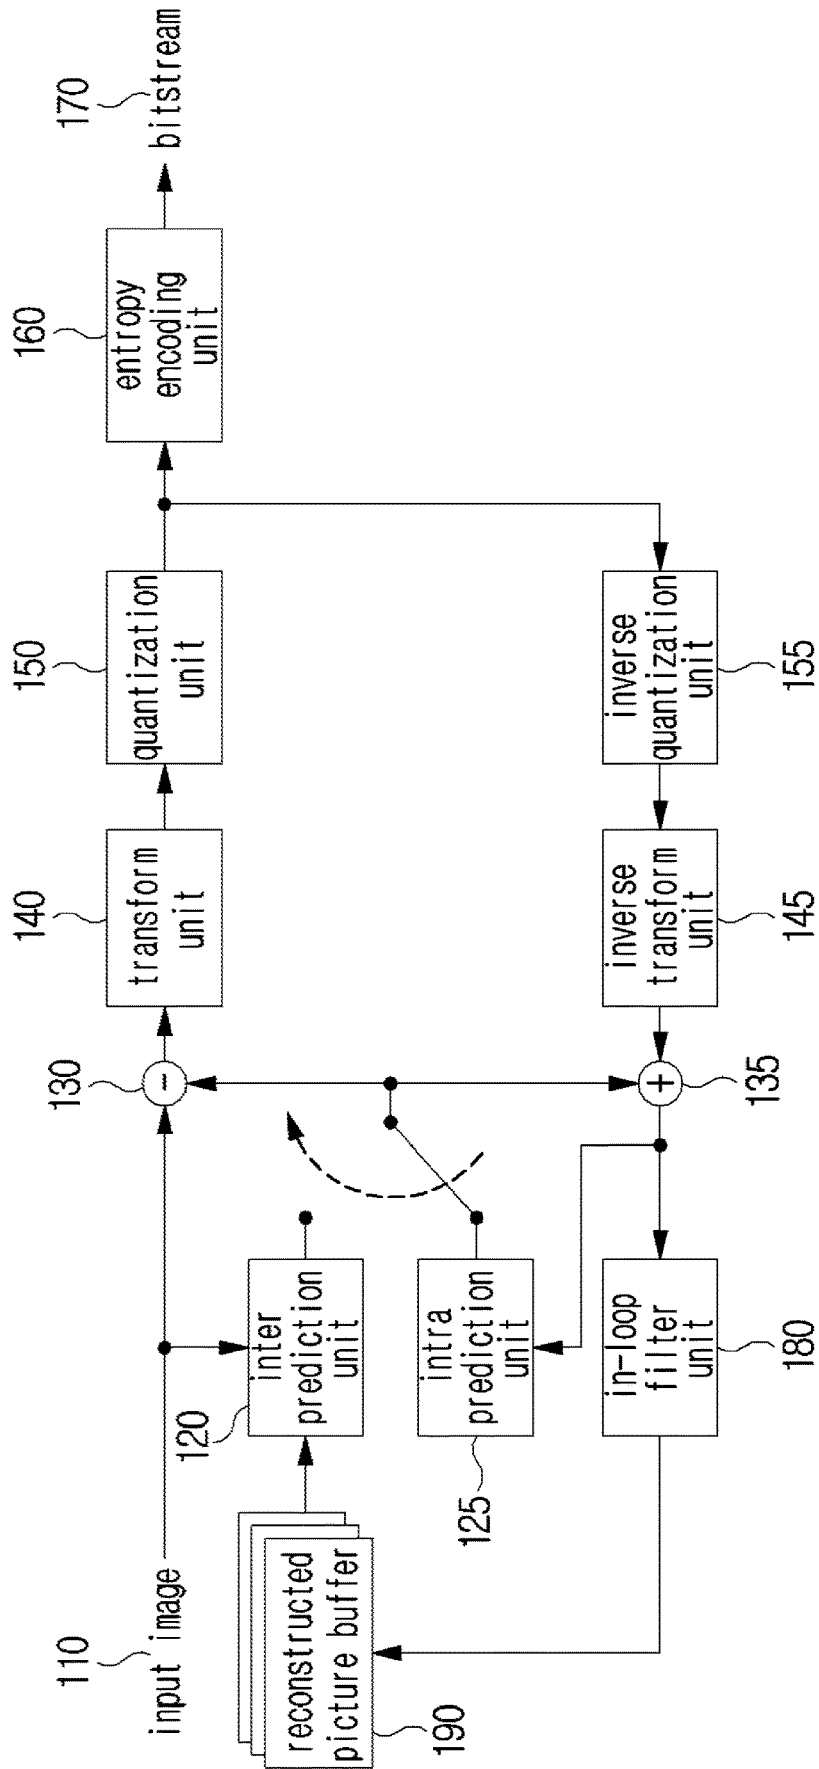 110
input image
130
140
transform
unit
150
quantization
unit
160
entropy
encoding
unit
170
bitstream
120
inter
prediction
unit
reconstructed
picture buffer
190
125
intra
prediction
unit
-
+
135
in-loop
filter
unit
180
inverse
transform
unit
145
inverse
quantization
unit
155